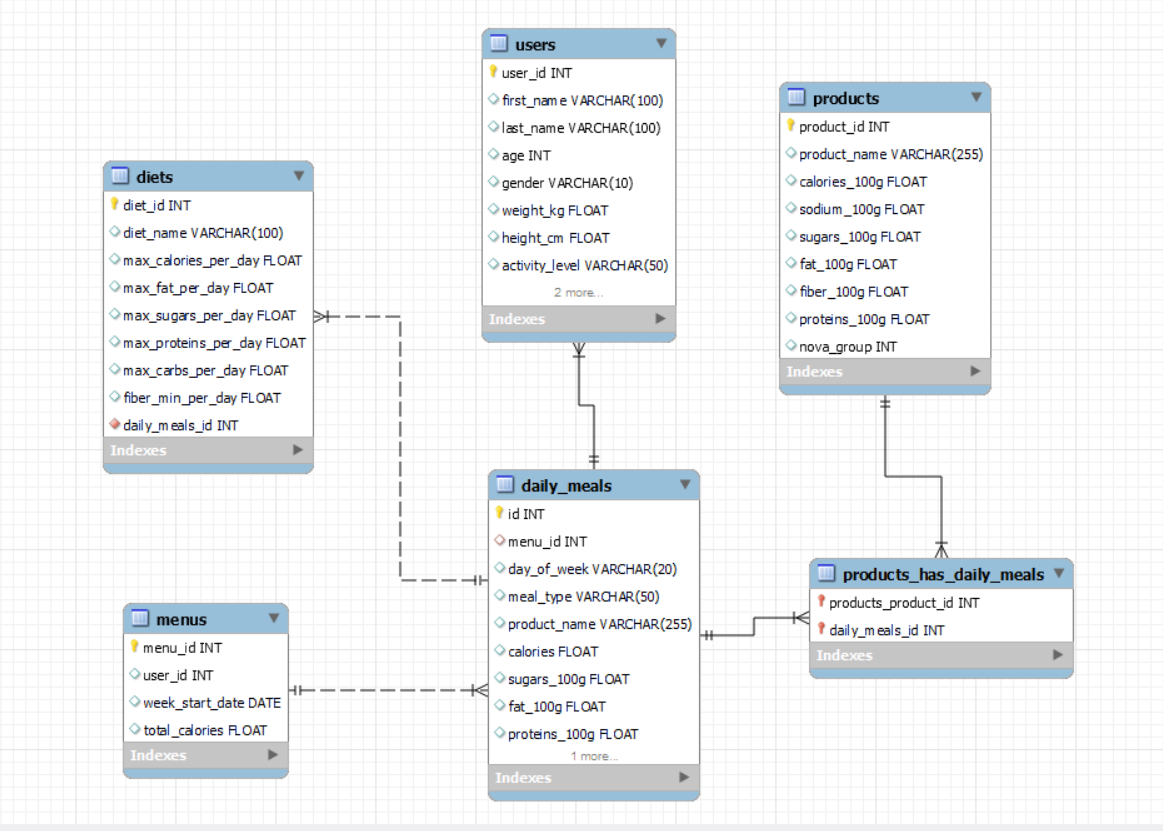 users
user_id INT
first_name VARCHAR(100)
last_name VARCHAR(100)
age INT
gender VARCHAR(10)
weight_kg FLOAT
height_cm FLOAT
activity_level VARCHAR(50)
2 more...
Indexes
products
product_id INT
product_name VARCHAR(255)
calories_100g FLOAT
sodium_100g FLOAT
sugars_100g FLOAT
fat_100g FLOAT
fiber_100g FLOAT
proteins_100g FLOAT
nova_group INT
Indexes
diets
diet_id INT
diet_name VARCHAR(100)
max_calories_per_day FLOAT
max_fat_per_day FLOAT
max_sugars_per_day FLOAT
max_proteins_per_day FLOAT
max_carbs_per_day FLOAT
fiber_min_per_day FLOAT
daily_meals_id INT
Indexes
daily_meals
id INT
menu_id INT
day_of_week VARCHAR(20)
meal_type VARCHAR(50)
product_name VARCHAR(255)
calories FLOAT
sugars_100g FLOAT
fat_100g FLOAT
proteins_100g FLOAT
1 more...
Indexes
products_has_daily_meals
products_product_id INT
daily_meals_id INT
Indexes
menus
menu_id INT
user_id INT
week_start_date DATE
total_calories FLOAT
Indexes